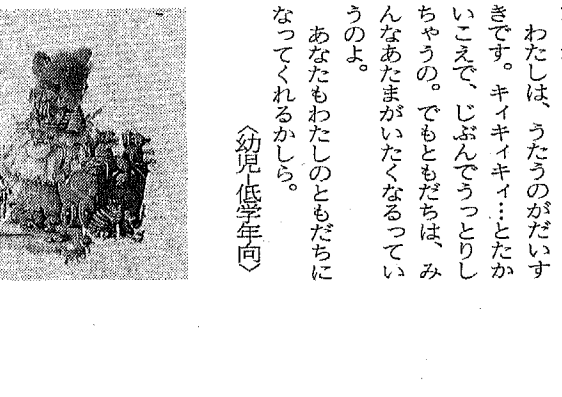 わたしは、うたうのがだいす
きです。キィキィキィ…とたか
いこえで、じぶんでうっとりし
ちゃうの。でもともだちは、み
んなあたまがいたくなるってい
うのよ。
あなたもわたしのともだちに
なってくれるかしら。
〈幼児−低学年向〉